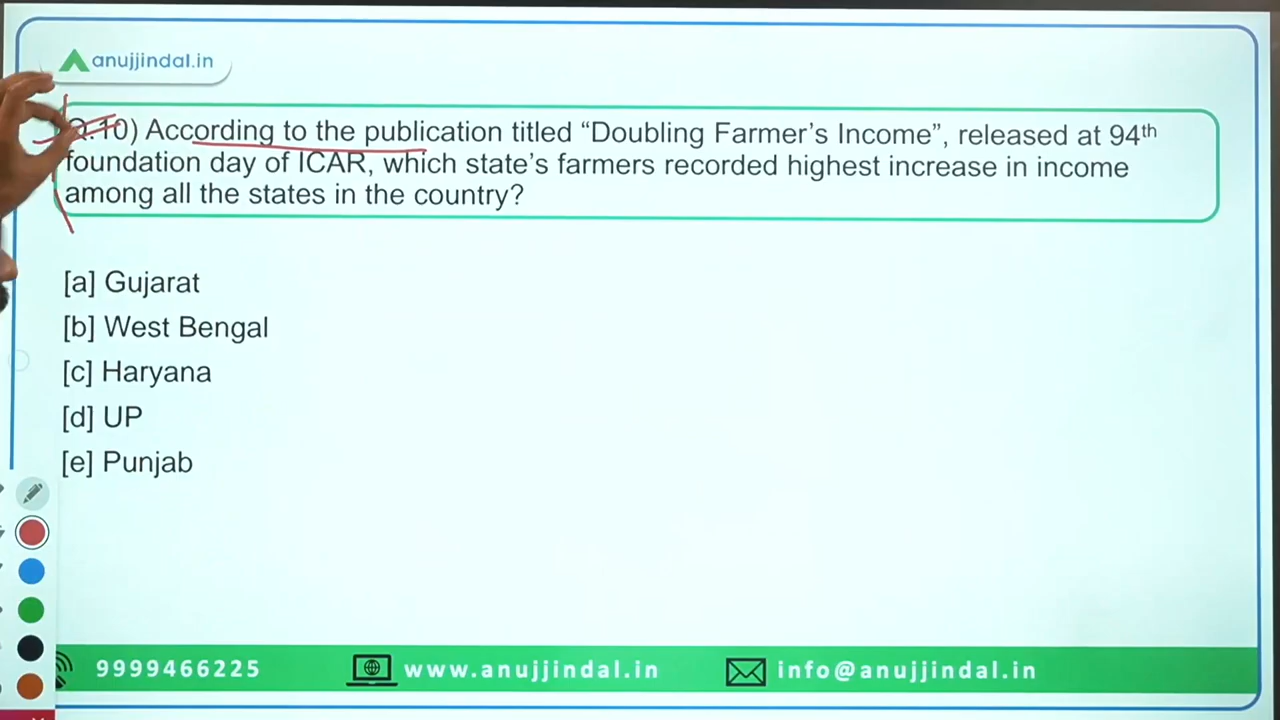 anujjindal.in
Q.10) According to the publication titled “Doubling Farmer’s Income”, released at 94th
foundation day of ICAR, which state’s farmers recorded highest increase in income
among all the states in the country?
[a] Gujarat
[b] West Bengal
[c] Haryana
[d] UP
[e] Punjab
9999466225 www.anujjindal.in info@anujjindal.in